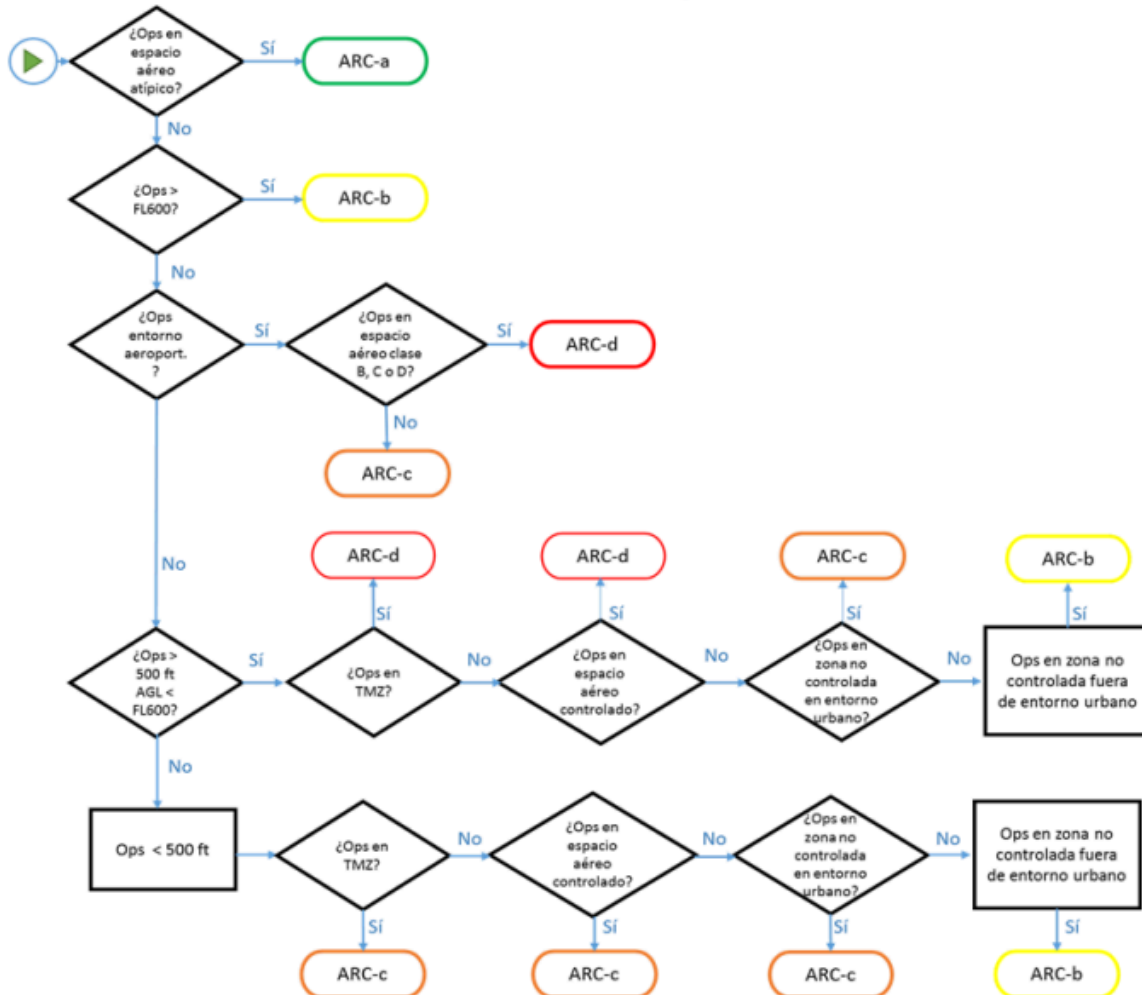 ¿Ops en
espacio
aéreo
atípico?
Sí
ARC-a
No
¿Ops >
FL600?
Sí
ARC-b
No
¿Ops
entorno
aeroport.
?
Sí
¿Ops en
espacio
aéreo clase
B, C o D?
Sí
ARC-d
No
ARC-c
No
ARC-d
ARC-d
ARC-c
ARC-b
Sí
Sí
Sí
Sí
¿Ops >
500 ft
AGL <
FL600?
Sí
¿Ops en
TMZ?
No
¿Ops en
espacio
aéreo
controlado?
No
¿Ops en
zona no
controlada
en entorno
urbano?
No
Ops en zona no
controlada fuera
de entorno urbano
No
Ops < 500 ft
¿Ops en
TMZ?
No
¿Ops en
espacio
aéreo
controlado?
No
¿Ops en
zona no
controlada
en entorno
urbano?
No
Ops en zona no
controlada fuera
de entorno urbano
Sí
Sí
Sí
Sí
ARC-c
ARC-c
ARC-c
ARC-b